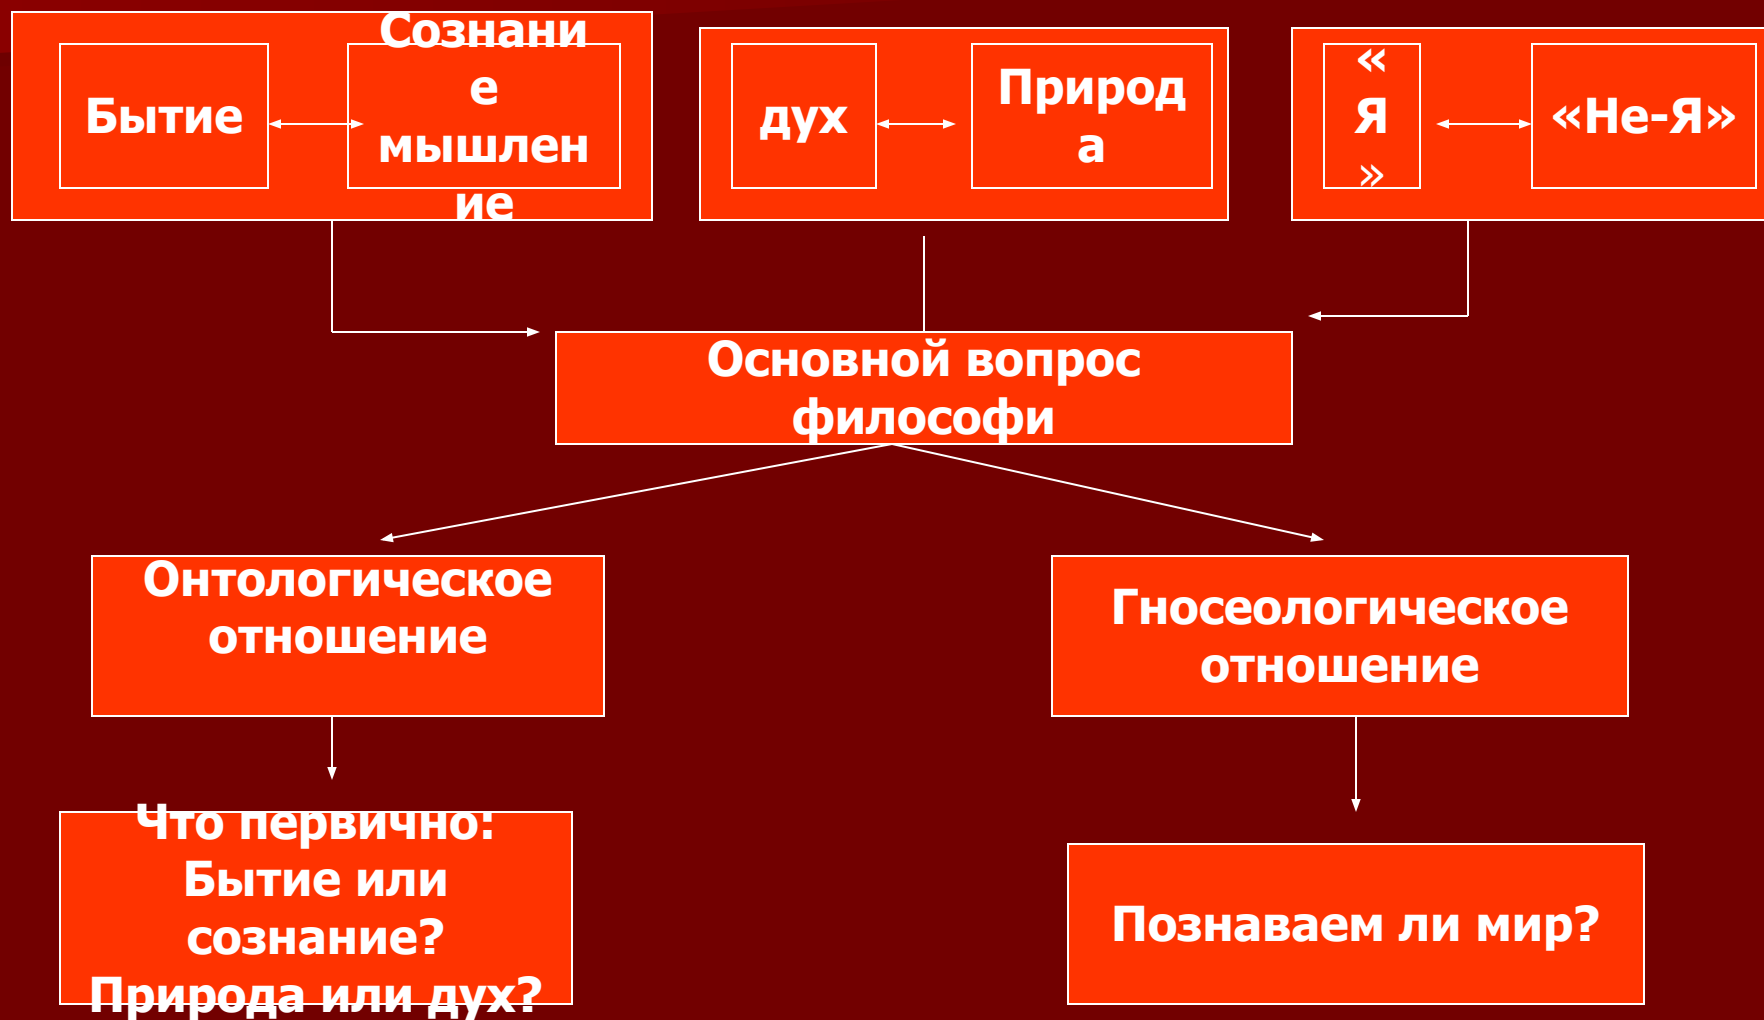 Бытие
Сознани
е
мышлен
ие
дух
Природ
а
«
Я
»
«Не-Я»
Основной вопрос
философи
Онтологическое
отношение
Гносеологическое
отношение
Что первично:
Бытие или
сознание?
Природа или дух?
Познаваем ли мир?